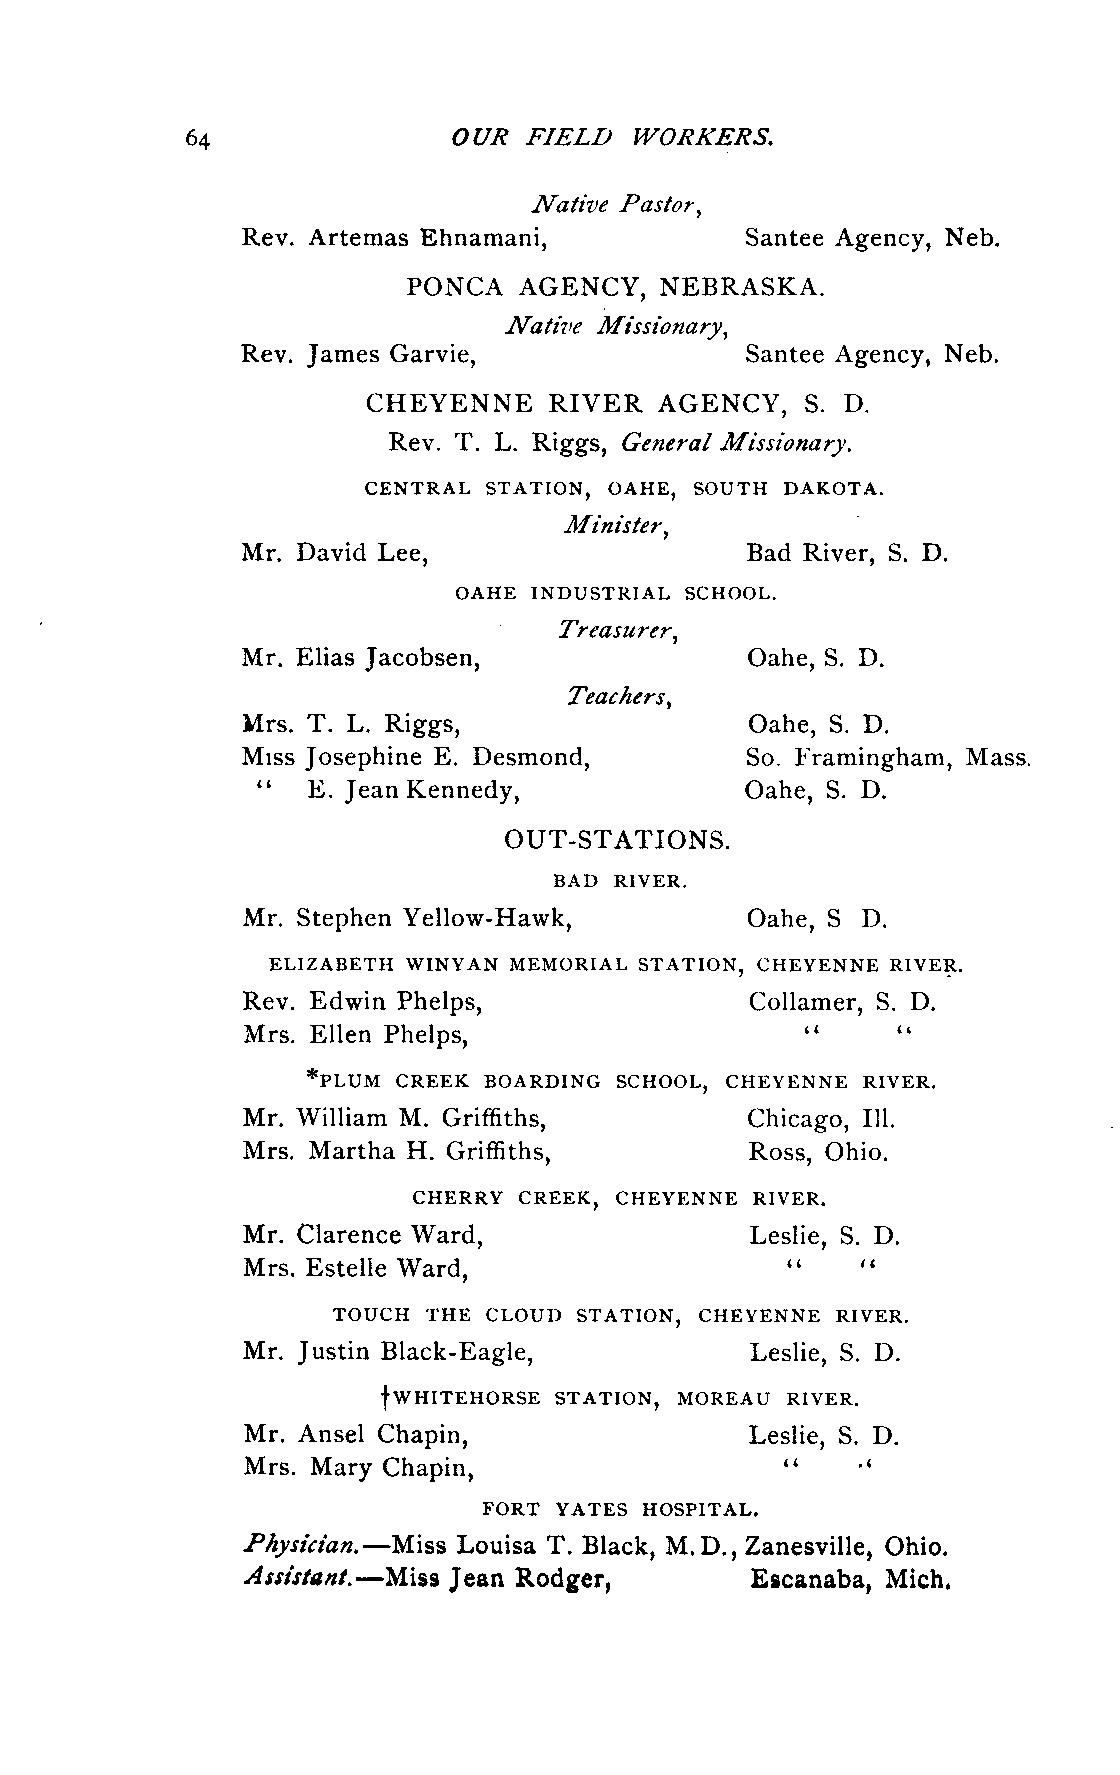 64 OUR FIELD WORKERS.
Native Pastor,
Rev. Artemas Ehnamani, Santee Agency, Neb.
PONCA AGENCY, NEBRASKA.
Native Missionary,
Rev. James Garvie, Santee Agency, Neb.
CHEYENNE RIVER AGENCY, S. D.
Rev. T. L. Riggs, General Missionary.
CENTRAL STATION, OAHE, SOUTH DAKOTA.
Minister,
Mr. David Lee, Bad River, S. D.
OAHE INDUSTRIAL SCHOOL.
Treasurer,
Mr. Elias Jacobsen, Oahe, S. D.
Teachers,
Mrs. T. L. Riggs, Oahe, S. D.
Miss Josephine E. Desmond, So. Framingham, Mass.
“ E. Jean Kennedy, Oahe, S. D.
OUT-STATIONS.
BAD RIVER.
Mr. Stephen Yellow-Hawk, Oahe, S D.
ELIZABETH WINYAN MEMORIAL STATION, CHEYENNE RIVER.
Rev. Edwin Phelps, Collamer, S. D.
Mrs. Ellen Phelps, “ “
*PLUM CREEK BOARDING SCHOOL, CHEYENNE RIVER.
Mr. William M. Griffiths, Chicago, Ill.
Mrs. Martha H. Griffiths, Ross, Ohio.
CHERRY CREEK, CHEYENNE RIVER.
Mr. Clarence Ward, Leslie, S. D.
Mrs. Estelle Ward, “ “
TOUCH THE CLOUD STATION, CHEYENNE RIVER.
Mr. Justin Black-Eagle, Leslie, S. D.
†WHITEHORSE STATION, MOREAU RIVER.
Mr. Ansel Chapin, Leslie, S. D.
Mrs. Mary Chapin, “ “
FORT YATES HOSPITAL.
Physician.—Miss Louisa T. Black, M.D., Zanesville, Ohio.
Assistant.—Miss Jean Rodger, Escanaba, Mich.